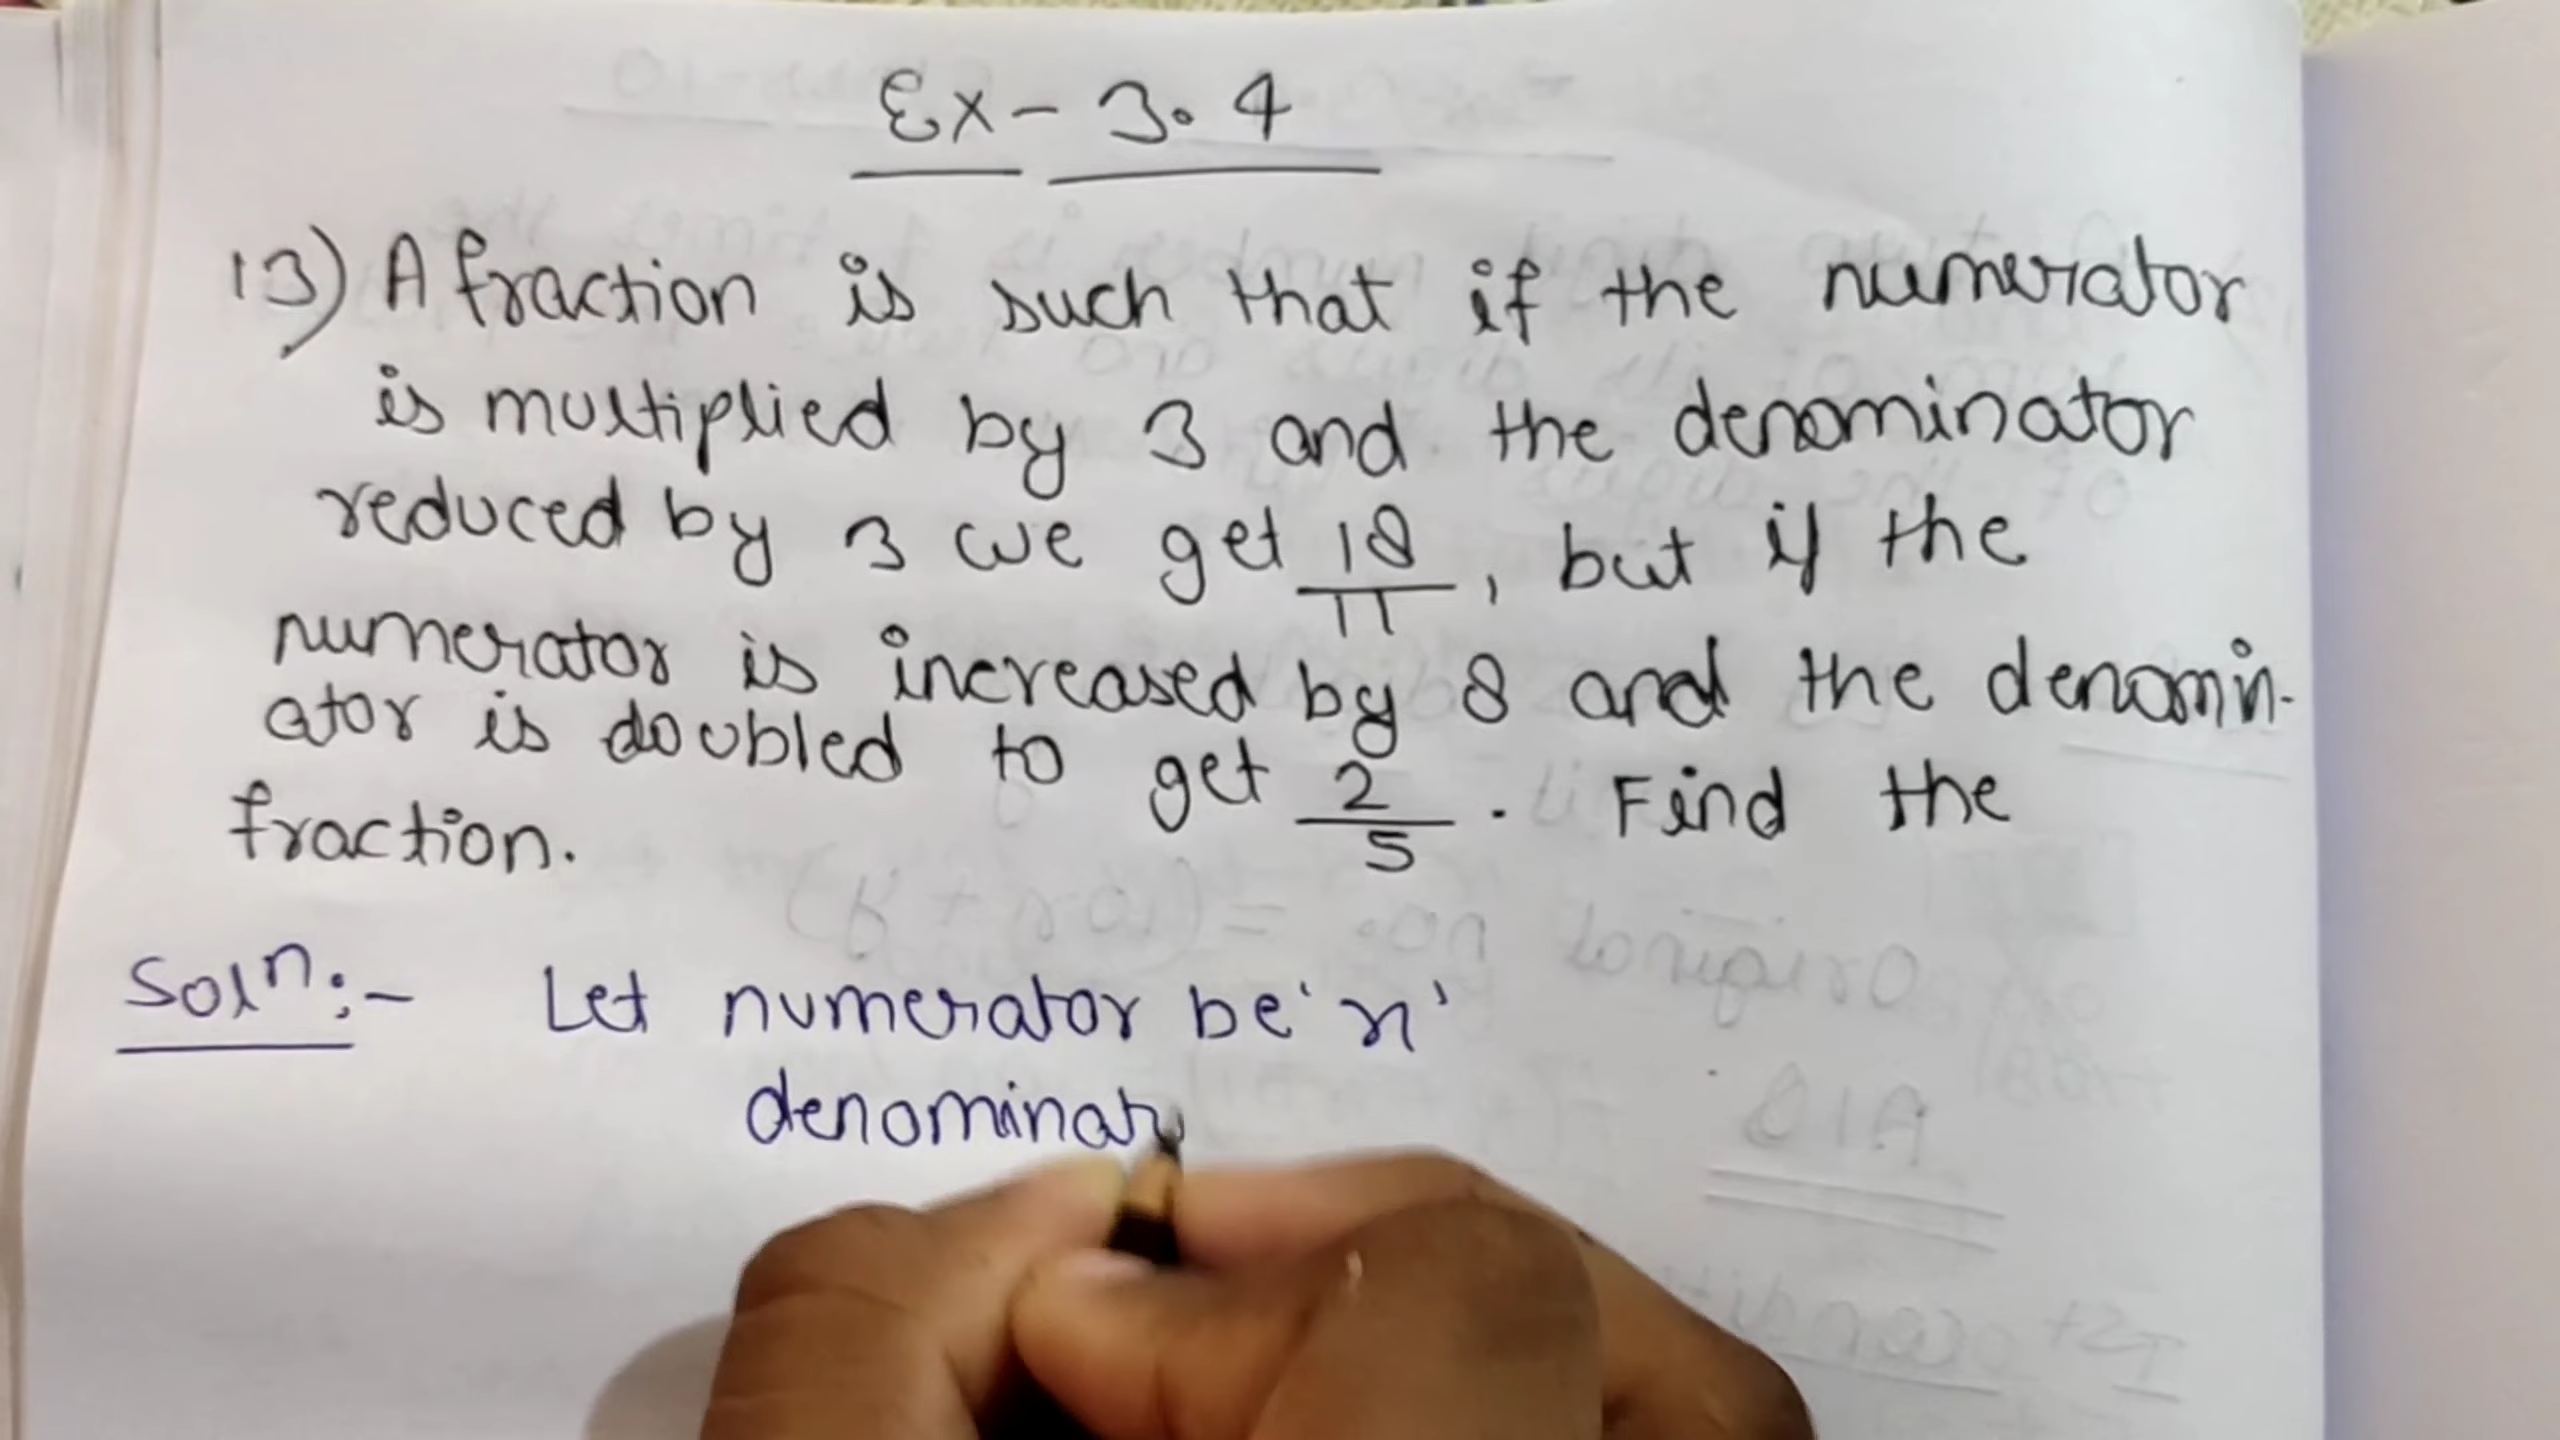 Ex - 3.4
13) A fraction is such that if the numerator
is multiplied by 3 and the denominator
reduced by 3 we get 18/11, but if the
numerator is increased by 8 and the denomin-
ator is doubled to get 2/5. Find the
fraction.
Solⁿ:- Let numerator be 'x'
denominat